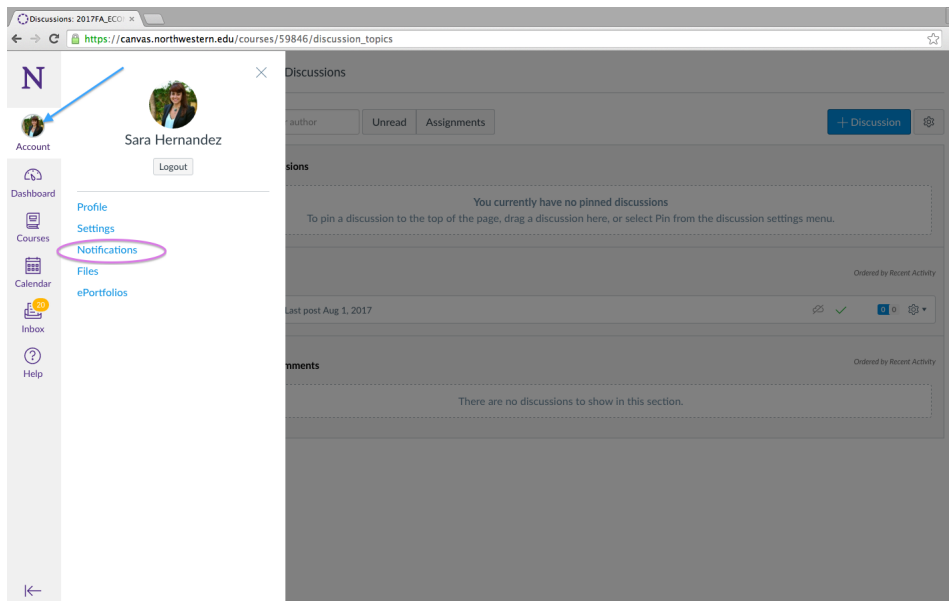 Discussions: 2017FA_ECO
https://canvas.northwestern.edu/courses/59846/discussion_topics
N
Account
Dashboard
Courses
Calendar
20
Inbox
Help
Sara Hernandez
Logout
Profile
Settings
Notifications
Files
ePortfolios
Discussions
author
Unread
Assignments
+ Discussion
sions
You currently have no pinned discussions
To pin a discussion to the top of the page, drag a discussion here, or select Pin from the discussion settings menu.
Ordered by Recent Activity
Last post Aug 1, 2017
0 0
mments
Ordered by Recent Activity
There are no discussions to show in this section.